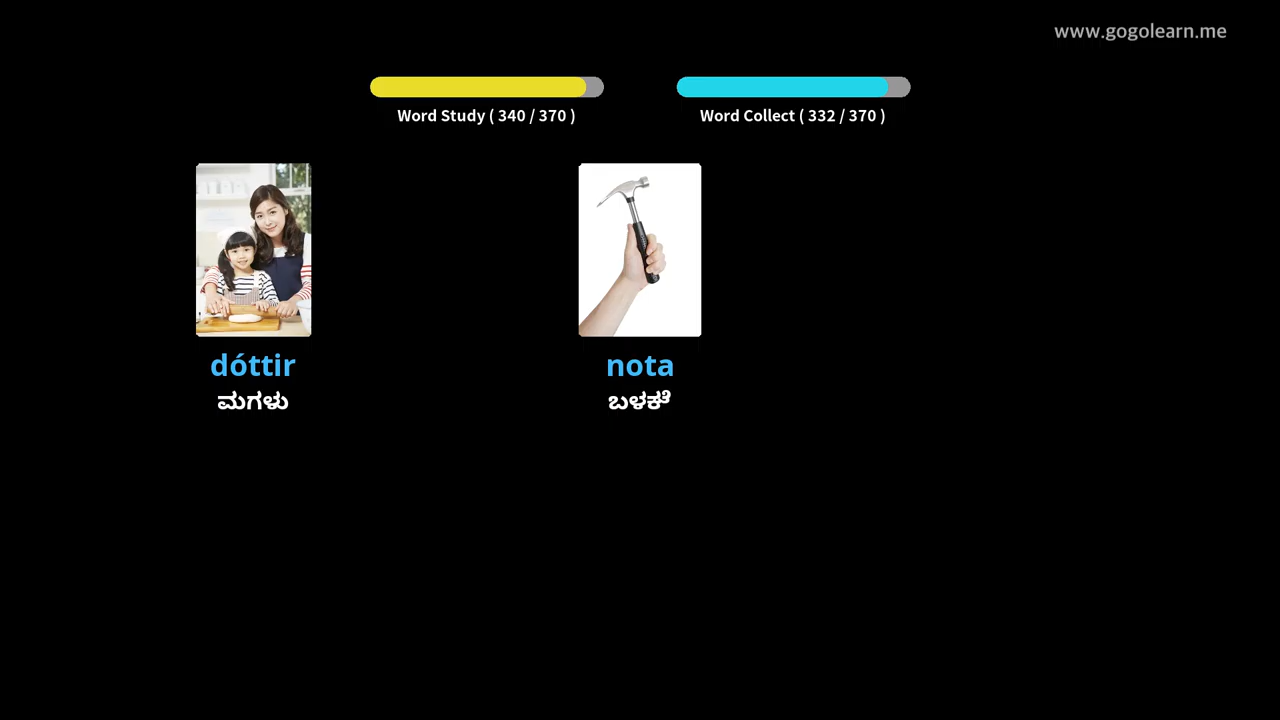 www.gogolearn.me
Word Study ( 340 / 370 )
Word Collect ( 332 / 370 )
dóttir
ಮಗಳು
nota
ಬಳಕೆ